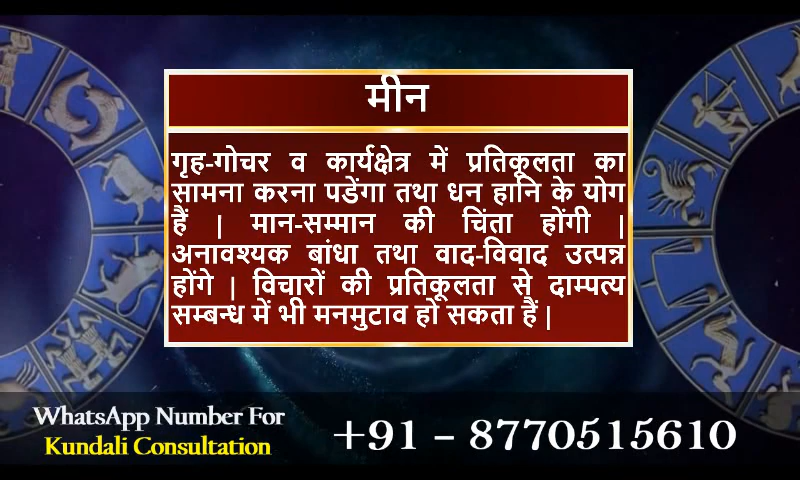 मीन
गृह-गोचर व कार्यक्षेत्र में प्रतिकूलता का
सामना करना पडेंगा तथा धन हानि के योग
हैं | मान-सम्मान की चिंता होंगी |
अनावश्यक बांधा तथा वाद-विवाद उत्पन्न
होंगे | विचारों की प्रतिकूलता से दाम्पत्य
सम्बन्ध में भी मनमुटाव हो सकता हैं |
WhatsApp Number For
Kundali Consultation
+91 - 8770515610